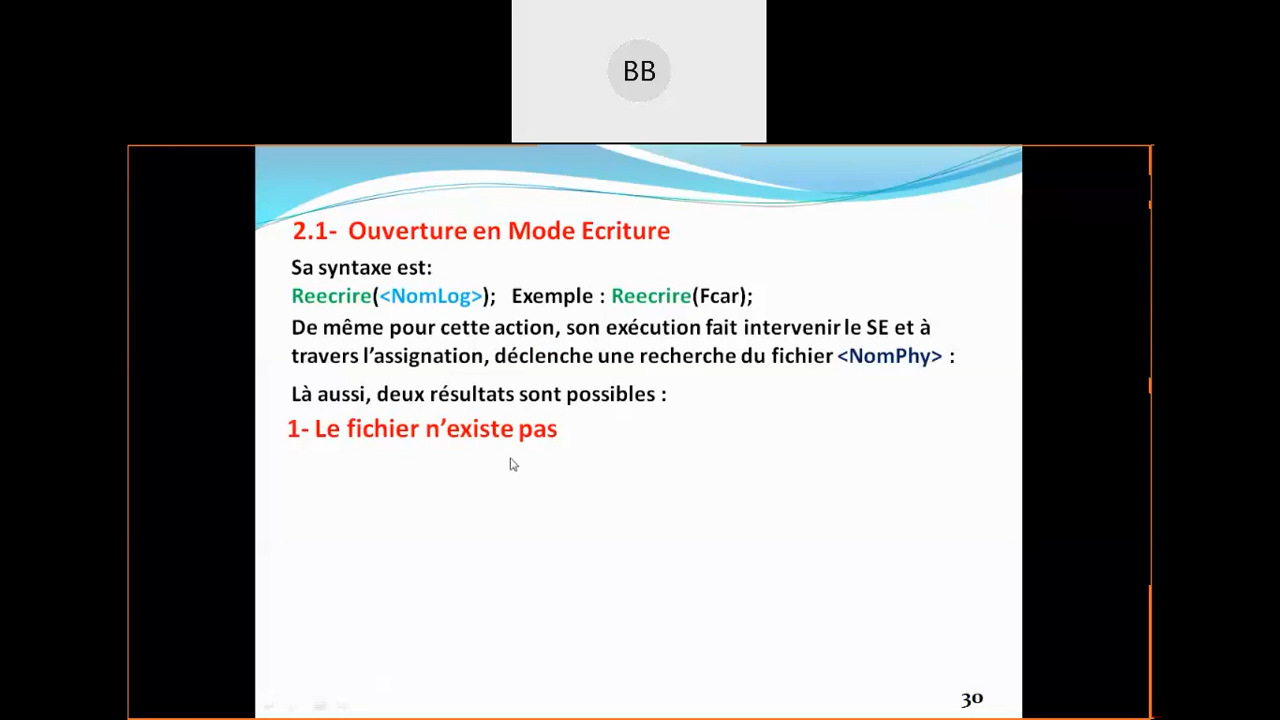 BB
2.1- Ouverture en Mode Ecriture
Sa syntaxe est:
Reecrire(<NomLog>); Exemple : Reecrire(Fcar);
De même pour cette action, son exécution fait intervenir le SE et à
travers l’assignation, déclenche une recherche du fichier <NomPhy> :
Là aussi, deux résultats sont possibles :
1- Le fichier n’existe pas
30